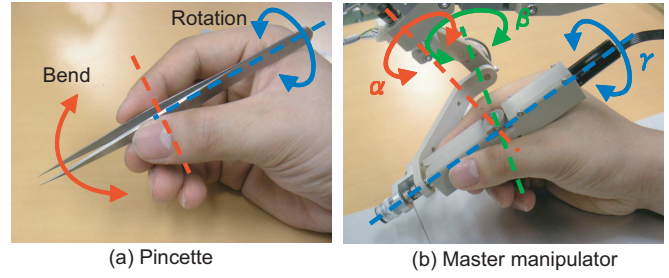 Rotation
Bend
(a) Pincette
α
β
γ
(b) Master manipulator